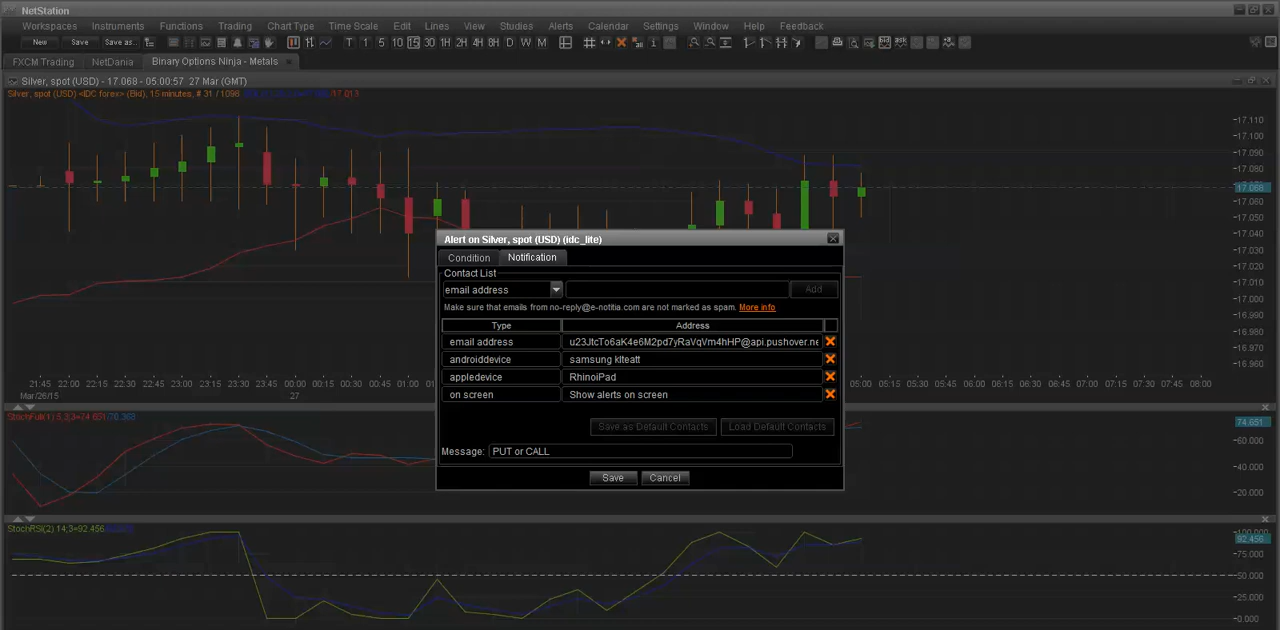 NetStation
Workspaces Instruments Functions Trading Chart Type Time Scale Edit Lines View Studies Alerts Calendar Settings Window Help Feedback
New Save Save as.. T 1 5 10 15 30 1H 2H 4H 8H D W M
FXCM Trading NetDania Binary Options Ninja - Metals
Silver, spot (USD) - 17.068 - 05:00:57 27 Mar (GMT)
Silver, spot (USD) <IDC forex> (Bid), 15 minutes, # 31 / 1098 17.013
17.110
17.100
17.090
17.080
17.068
17.060
17.050
17.040
17.030
17.020
17.010
17.000
16.990
16.980
16.970
16.960
Alert on Silver, spot (USD) (idc_lite)
Condition Notification
Contact List
email address Add
Make sure that emails from no-reply@e-notitia.com are not marked as spam. More info
Type Address
email address u23JtcTo6aK4e6M2pd7yRaVqVm4hHP@api.pushover.ne
androiddevice samsung klteatt
appledevice RhinoiPad
on screen Show alerts on screen
Save as Default Contacts Load Default Contacts
Message: PUT or CALL
Save Cancel
21:45 22:00 22:15 22:30 22:45 23:00 23:15 23:30 23:45 00:00 00:15 00:30 00:45 01:00 05:00 05:15 05:30 05:45 06:00 06:15 06:30 06:45 07:00 07:15 07:30 07:45 08:00
Mar/26/15 27
74.651
60.000
40.000
20.000
StochRSI(2) 14;3=92.456
100.000
92.456
75.000
50.000
25.000
0.000